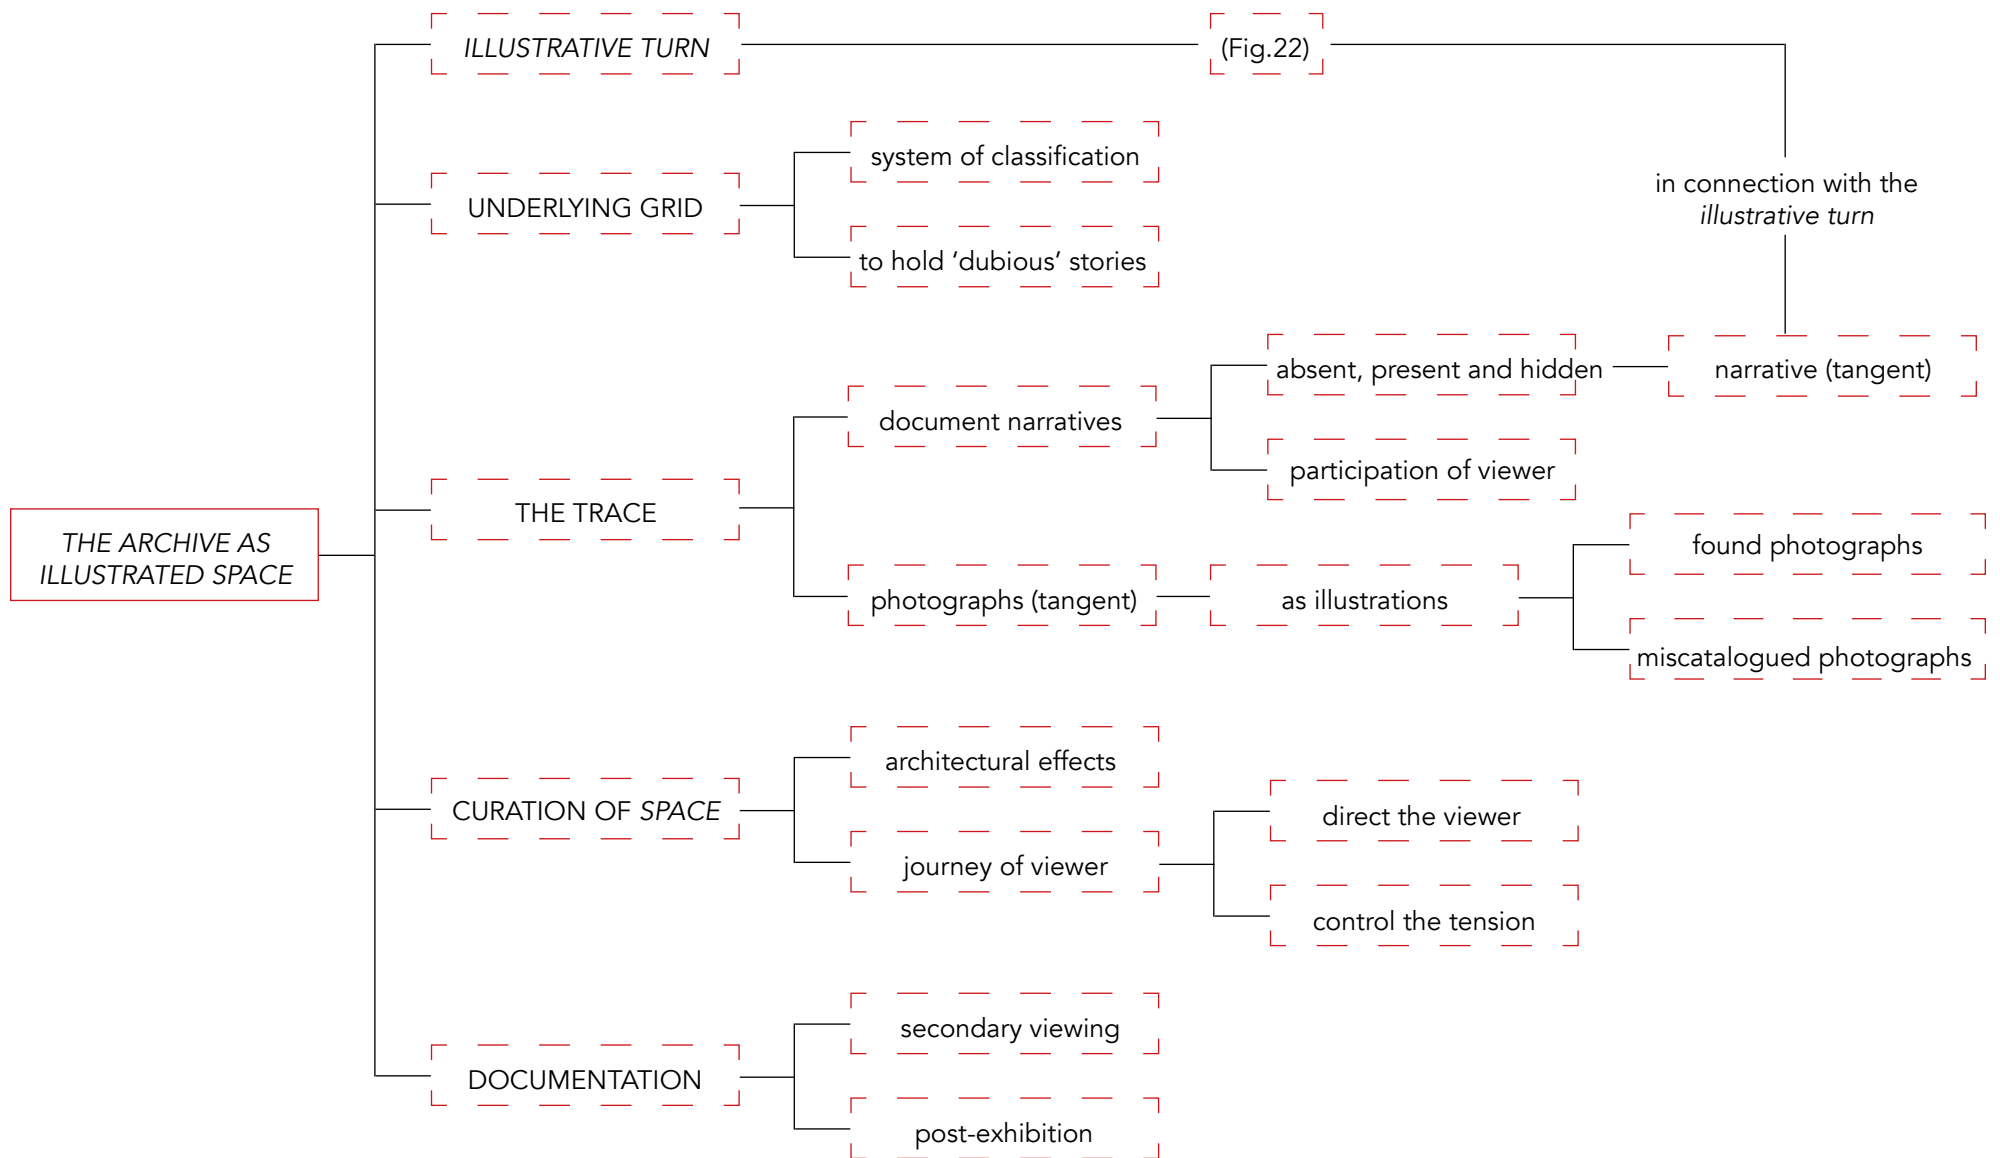 ILLUSTRATIVE TURN
(Fig.22)
system of classification
in connection with the
illustrative turn
UNDERLYING GRID
to hold ‘dubious’ stories
absent, present and hidden
narrative (tangent)
document narratives
participation of viewer
THE TRACE
found photographs
THE ARCHIVE AS
ILLUSTRATED SPACE
photographs (tangent)
as illustrations
miscatalogued photographs
architectural effects
CURATION OF SPACE
direct the viewer
journey of viewer
control the tension
secondary viewing
DOCUMENTATION
post-exhibition